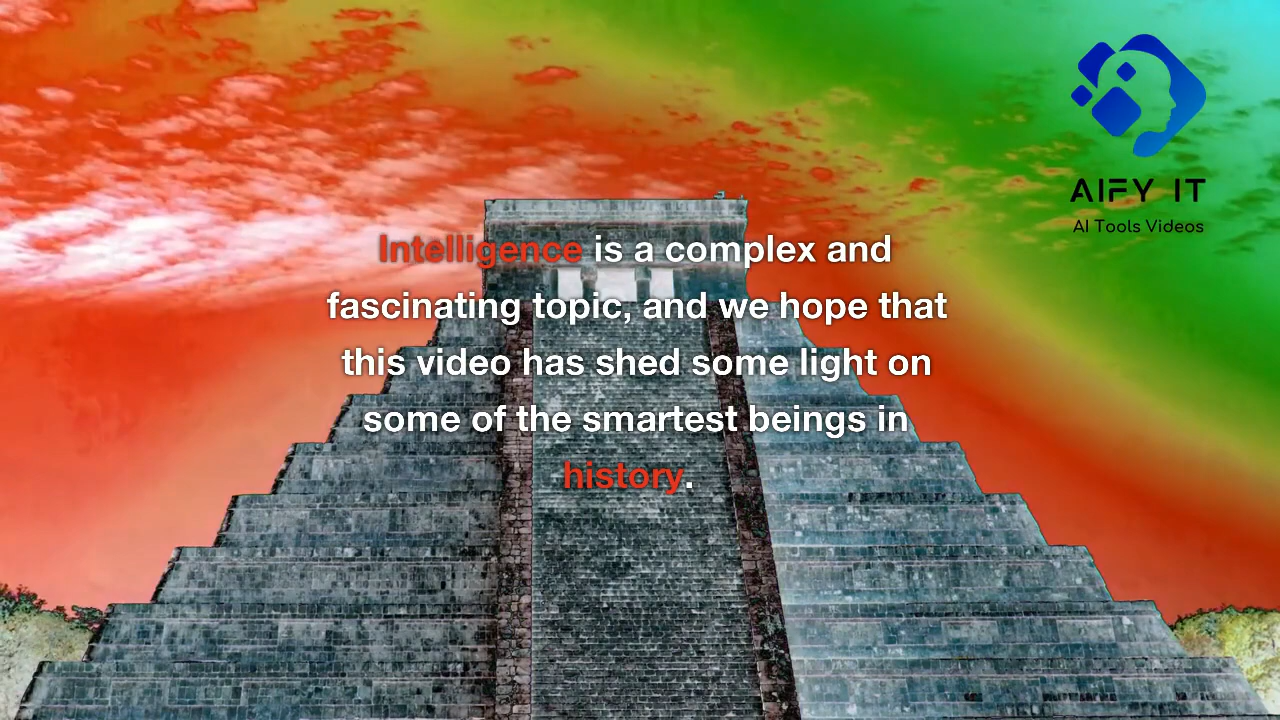 AIFY IT
AI Tools Videos
Intelligence is a complex and
fascinating topic, and we hope that
this video has shed some light on
some of the smartest beings in
history.